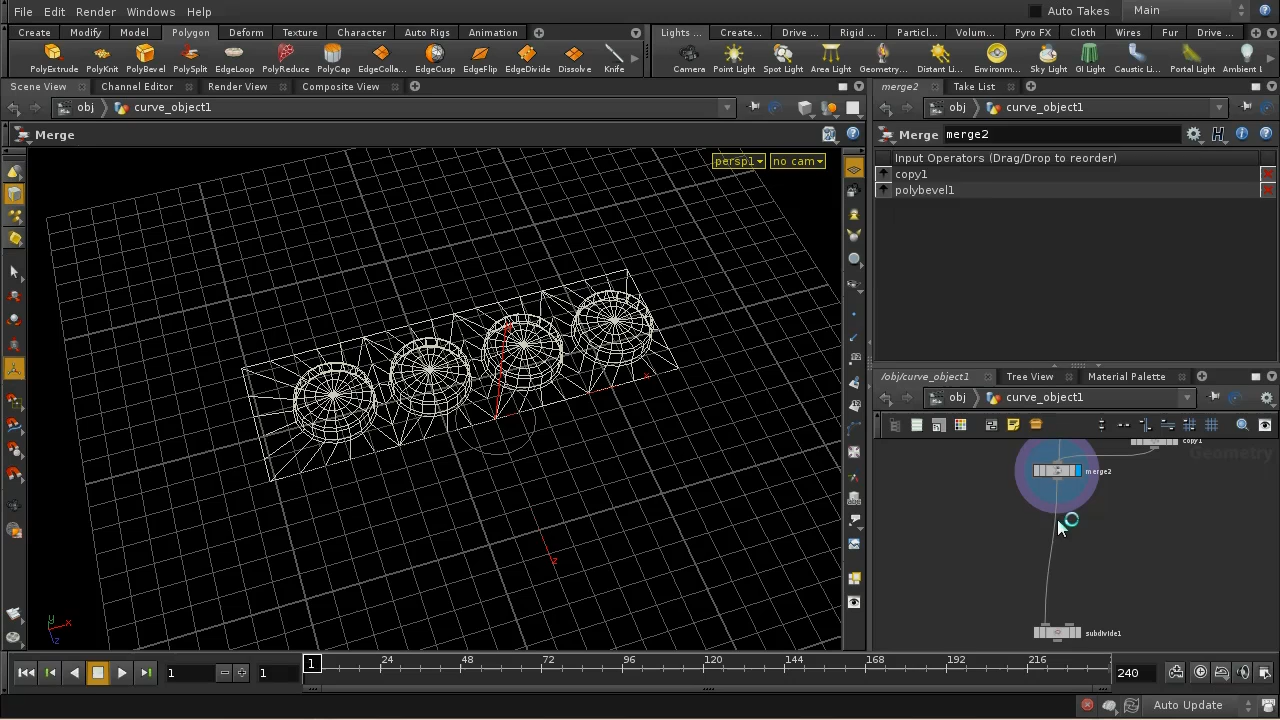 File Edit Render Windows Help
Auto Takes Main
Create Modify Model Polygon Deform Texture Character Auto Rigs Animation
Lights ... Create... Drive ... Rigid ... Particl... Volum... Pyro FX Cloth Wires Fur Drive ...
PolyExtrude PolyKnit PolyBevel PolySplit EdgeLoop PolyReduce PolyCap EdgeColla... EdgeCusp EdgeFlip EdgeDivide Dissolve Knife
Camera Point Light Spot Light Area Light Geometry... Distant Li... Environm... Sky Light GI Light Caustic Li... Portal Light Ambient L
Scene View Channel Editor Render View Composite View
merge2 Take List
obj curve_object1
obj curve_object1
Merge
Merge merge2
persp1 no cam
Input Operators (Drag/Drop to reorder)
copy1
polybevel1
/obj/curve_object1 Tree View Material Palette
obj curve_object1
copy1
Geometry
merge2
subdivide1
x
z
y
x
z
1 1 1 24 48 72 96 120 144 168 192 216 240
Auto Update